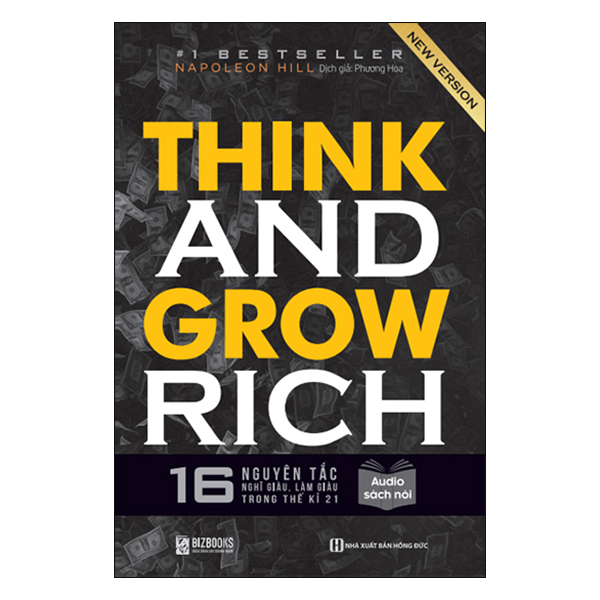 #1 BESTSELLER
NAPOLEON HILL Dịch giả: Phương Hoa
NEW VERSION
THINK
AND
GROW
RICH
16 NGUYÊN TẮC
NGHĨ GIÀU, LÀM GIÀU
TRONG THẾ KỈ 21
Audio
sách nói
BIZBOOKS
NHÀ XUẤT BẢN HỒNG ĐỨC